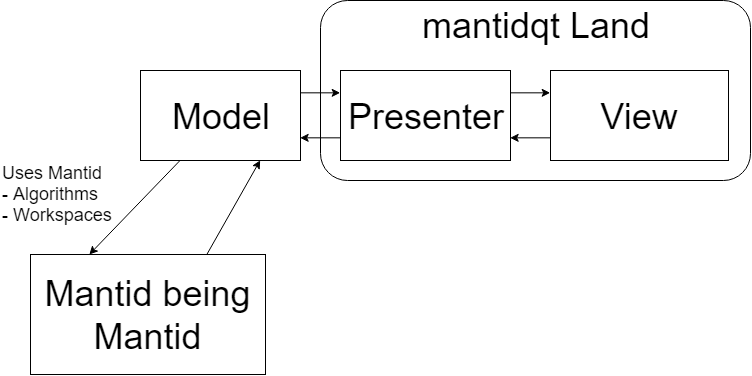 mantidqt Land
Model
Presenter
View
Uses Mantid
- Algorithms
- Workspaces
Mantid being
Mantid